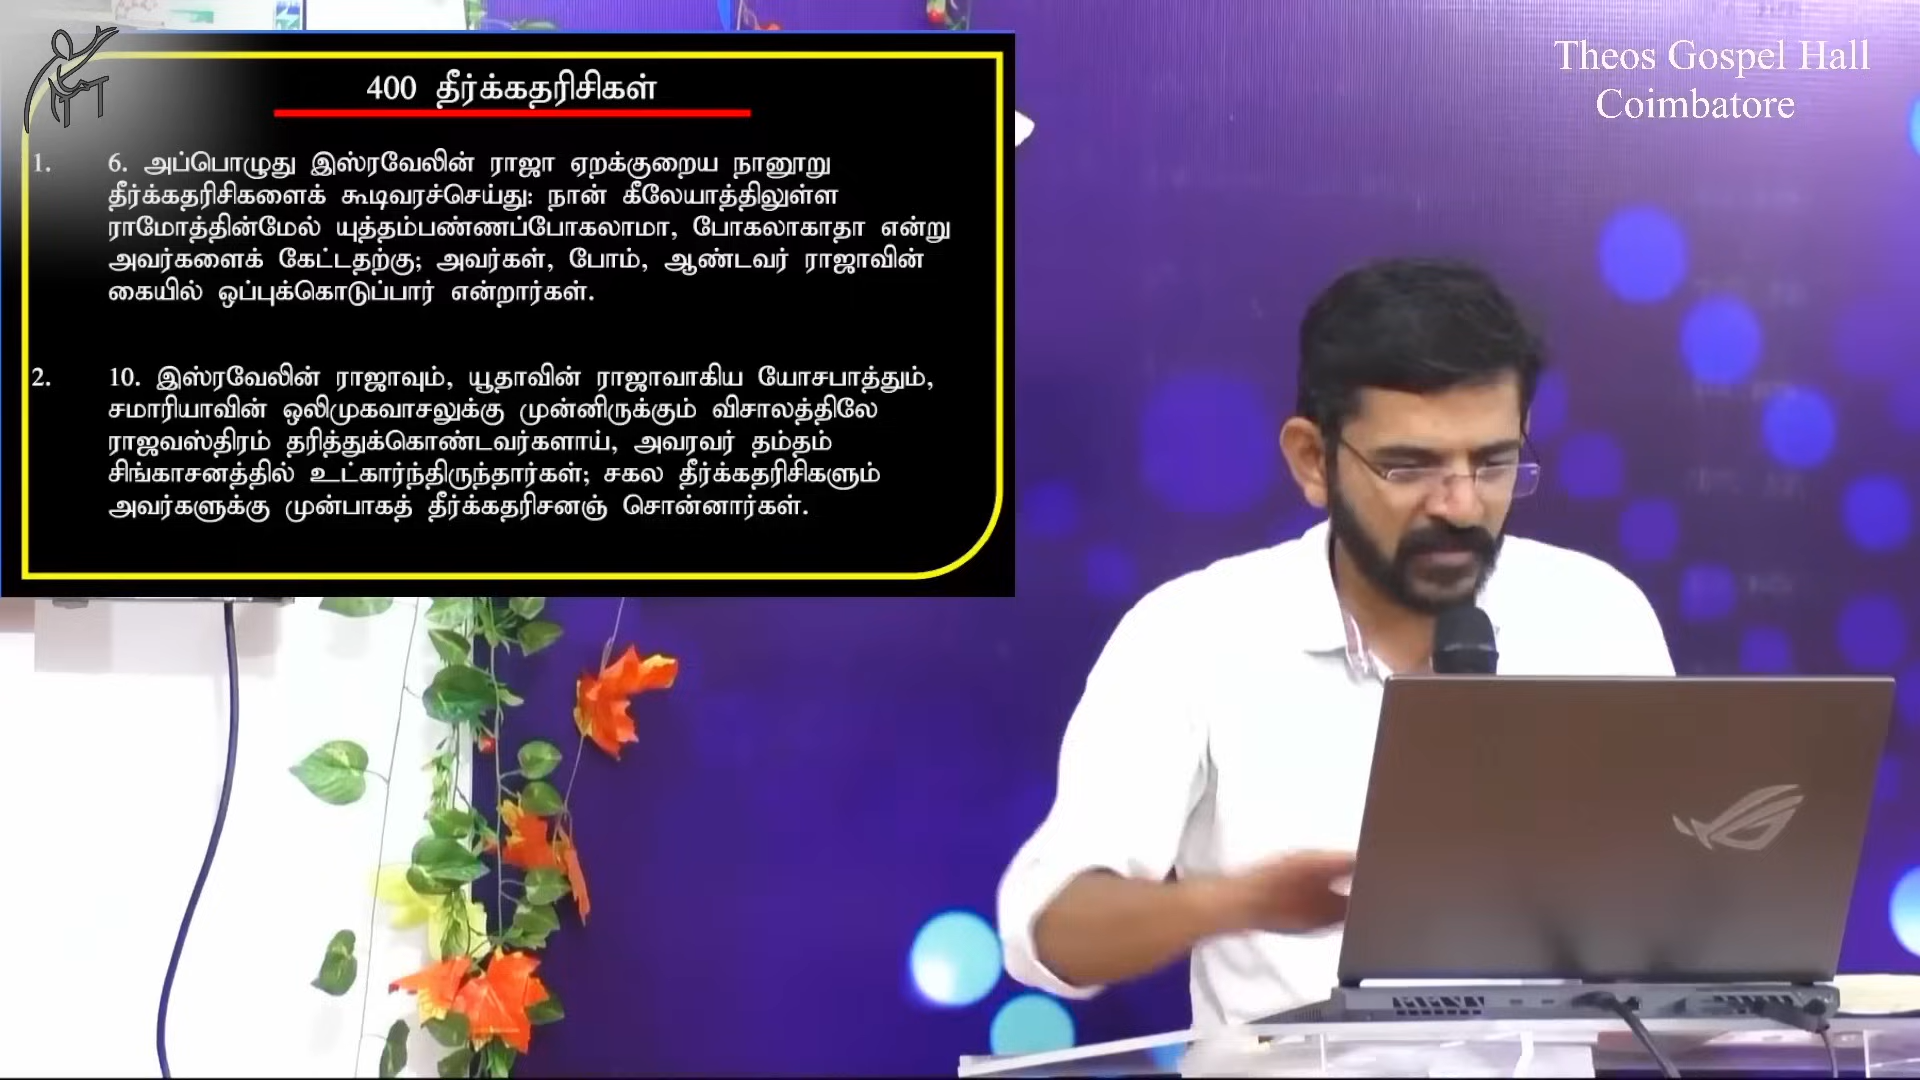 Theos Gospel Hall
Coimbatore
400 தீர்க்கதரிசிகள்
1. 6. அப்பொழுது இஸ்ரவேலின் ராஜா ஏறக்குறைய நானூறு
தீர்க்கதரிசிகளைக் கூடிவரச்செய்து: நான் கீலேயாத்திலுள்ள
ராமோத்தின்மேல் யுத்தம்பண்ணப்போகலாமா, போகலாகாதா என்று
அவர்களைக் கேட்டதற்கு; அவர்கள், போம், ஆண்டவர் ராஜாவின்
கையில் ஒப்புக்கொடுப்பார் என்றார்கள்.
2. 10. இஸ்ரவேலின் ராஜாவும், யூதாவின் ராஜாவாகிய யோசபாத்தும்,
சமாரியாவின் ஒலிமுகவாசலுக்கு முன்னிருக்கும் விசாலத்திலே
ராஜவஸ்திரம் தரித்துக்கொண்டவர்களாய், அவரவர் தம்தம்
சிங்காசனத்தில் உட்கார்ந்திருந்தார்கள்; சகல தீர்க்கதரிசிகளும்
அவர்களுக்கு முன்பாகத் தீர்க்கதரிசனஞ் சொன்னார்கள்.